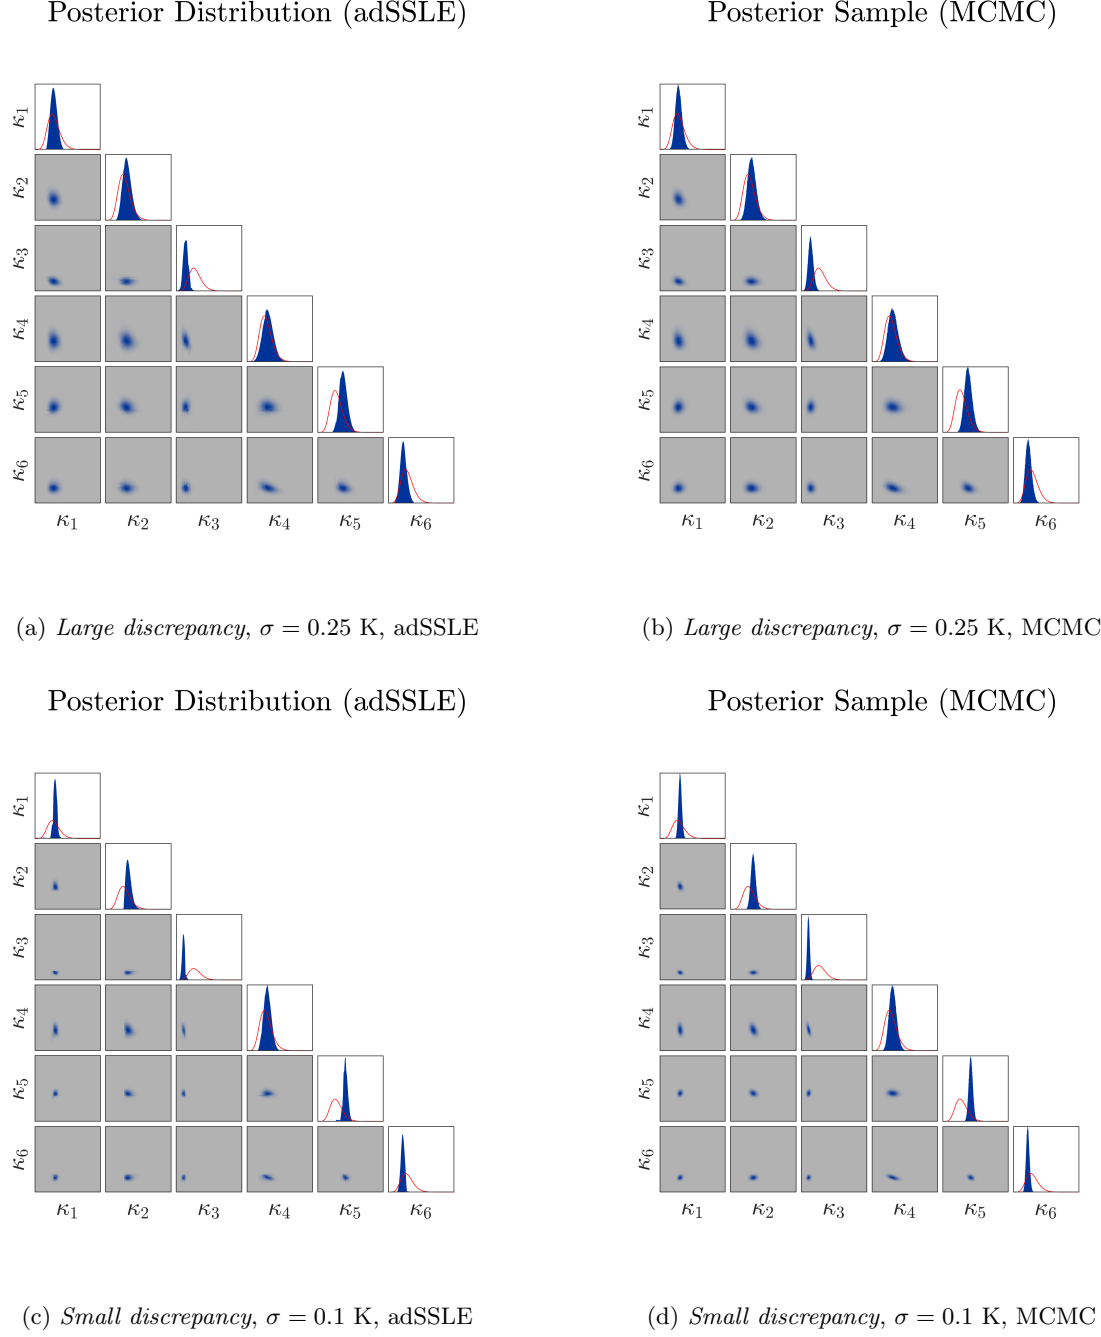 Posterior Distribution (adSSLE)
Posterior Sample (MCMC)
κ1
κ2
κ3
κ4
κ5
κ6
κ1 κ2 κ3 κ4 κ5 κ6
κ1
κ2
κ3
κ4
κ5
κ6
κ1 κ2 κ3 κ4 κ5 κ6
(a) Large discrepancy, σ = 0.25 K, adSSLE
(b) Large discrepancy, σ = 0.25 K, MCMC
Posterior Distribution (adSSLE)
Posterior Sample (MCMC)
κ1
κ2
κ3
κ4
κ5
κ6
κ1 κ2 κ3 κ4 κ5 κ6
κ1
κ2
κ3
κ4
κ5
κ6
κ1 κ2 κ3 κ4 κ5 κ6
(c) Small discrepancy, σ = 0.1 K, adSSLE
(d) Small discrepancy, σ = 0.1 K, MCMC